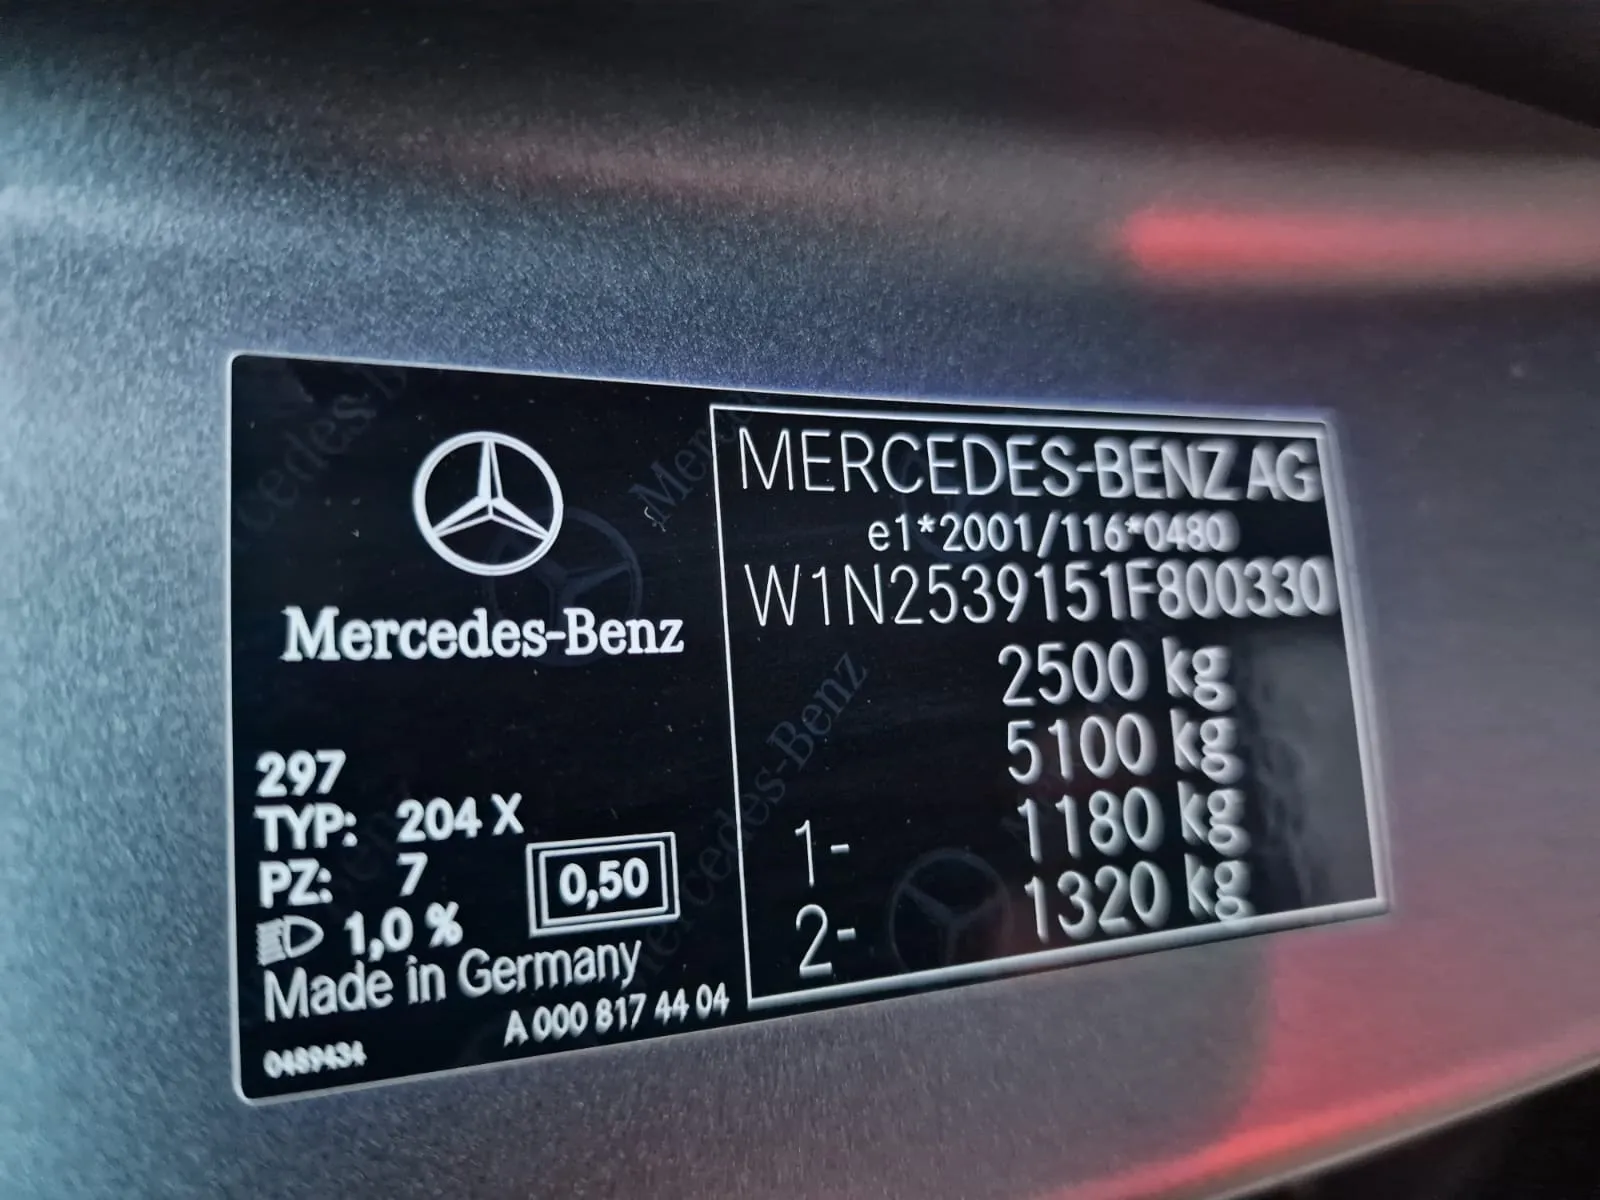 Mercedes-Benz
297
TYP: 204 X
PZ: 7
1,0 %
0,50
Made in Germany
A 000 817 44 04
0489434
MERCEDES-BENZ AG
e1*2001/116*0480
W1N2539151F800330
2500 kg
5100 kg
1- 1180 kg
2- 1320 kg